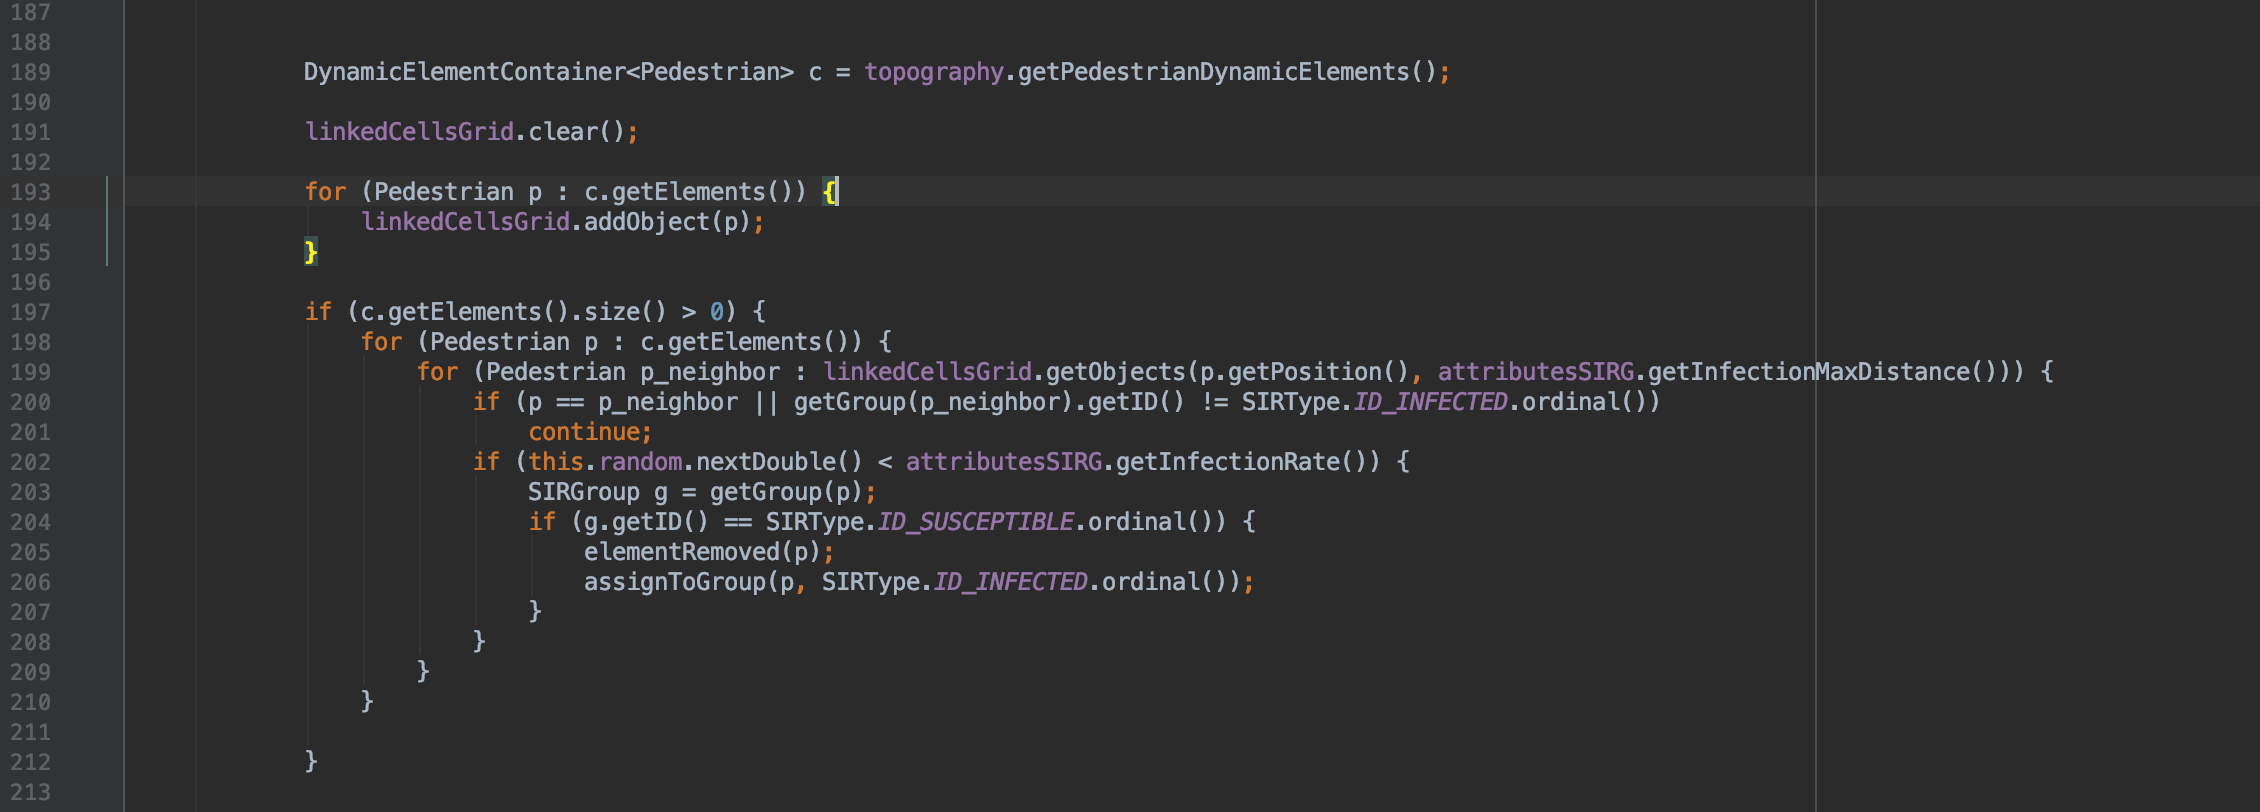 187
188
189 DynamicElementContainer<Pedestrian> c = topography.getPedestrianDynamicElements();
190
191 linkedCellsGrid.clear();
192
193 for (Pedestrian p : c.getElements()) {
194 linkedCellsGrid.addObject(p);
195 }
196
197 if (c.getElements().size() > 0) {
198 for (Pedestrian p : c.getElements()) {
199 for (Pedestrian p_neighbor : linkedCellsGrid.getObjects(p.getPosition(), attributesSIRG.getInfectionMaxDistance())) {
200 if (p == p_neighbor || getGroup(p_neighbor).getID() != SIRType.ID_INFECTED.ordinal())
201 continue;
202 if (this.random.nextDouble() < attributesSIRG.getInfectionRate()) {
203 SIRGroup g = getGroup(p);
204 if (g.getID() == SIRType.ID_SUSCEPTIBLE.ordinal()) {
205 elementRemoved(p);
206 assignToGroup(p, SIRType.ID_INFECTED.ordinal());
207 }
208 }
209 }
210 }
211
212 }
213